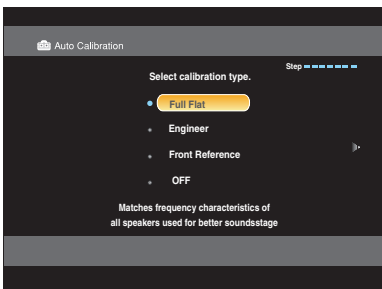 Auto Calibration
Step
Select calibration type.
Full Flat
Engineer
Front Reference
OFF
Matches frequency characteristics of
all speakers used for better soundsstage